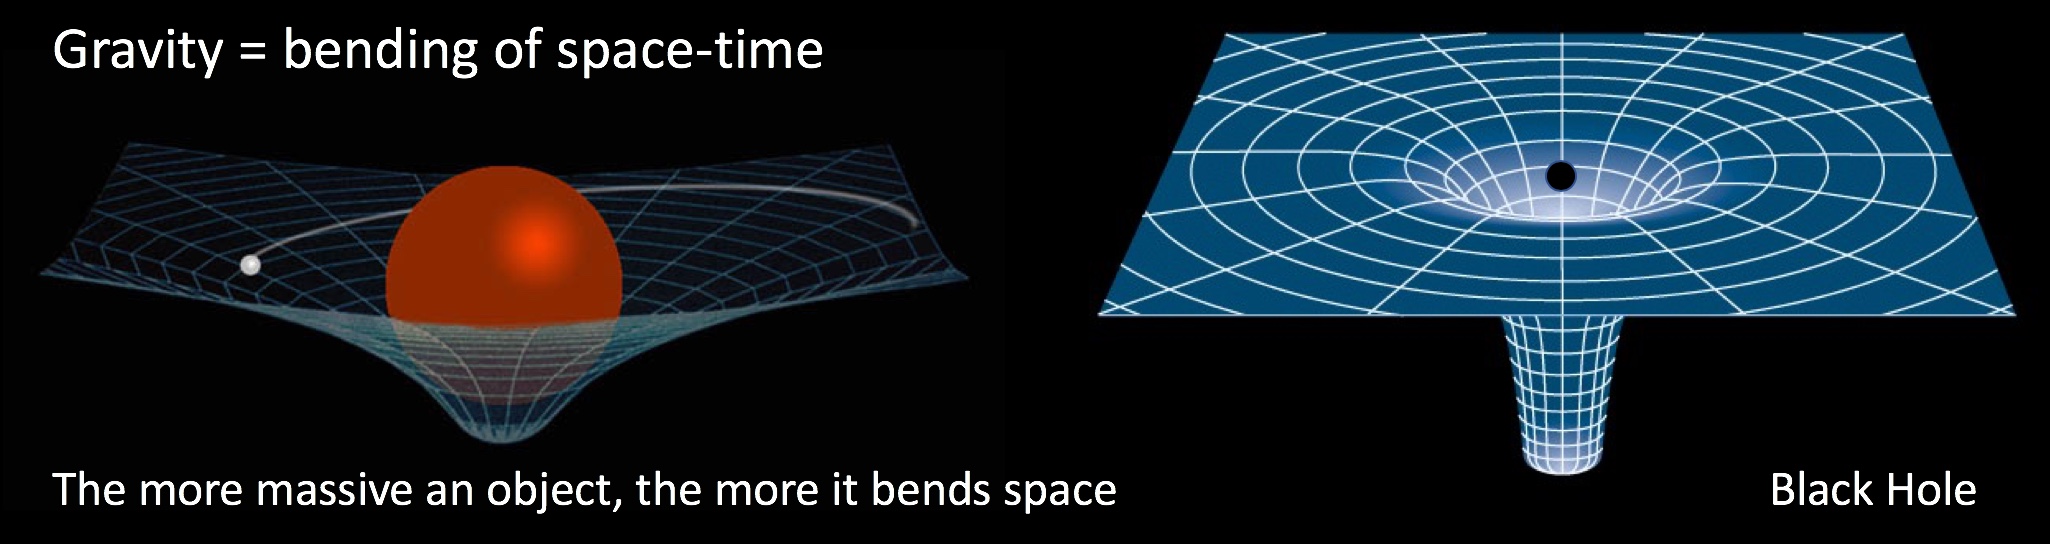 Gravity = bending of space-time
The more massive an object, the more it bends space
Black Hole